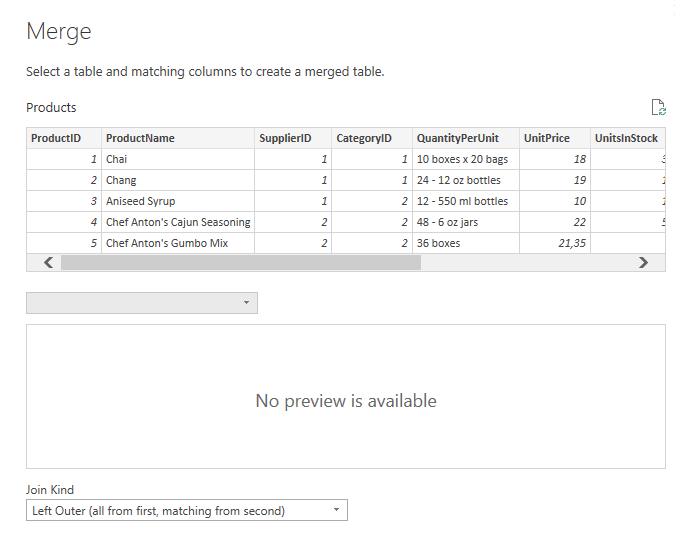 Merge
Select a table and matching columns to create a merged table.
Products
ProductID ProductName SupplierID CategoryID QuantityPerUnit UnitPrice UnitsInStock
1 Chai 1 1 10 boxes x 20 bags 18
2 Chang 1 1 24 - 12 oz bottles 19
3 Aniseed Syrup 1 2 12 - 550 ml bottles 10
4 Chef Anton's Cajun Seasoning 2 2 48 - 6 oz jars 22
5 Chef Anton's Gumbo Mix 2 2 36 boxes 21,35
No preview is available
Join Kind
Left Outer (all from first, matching from second)